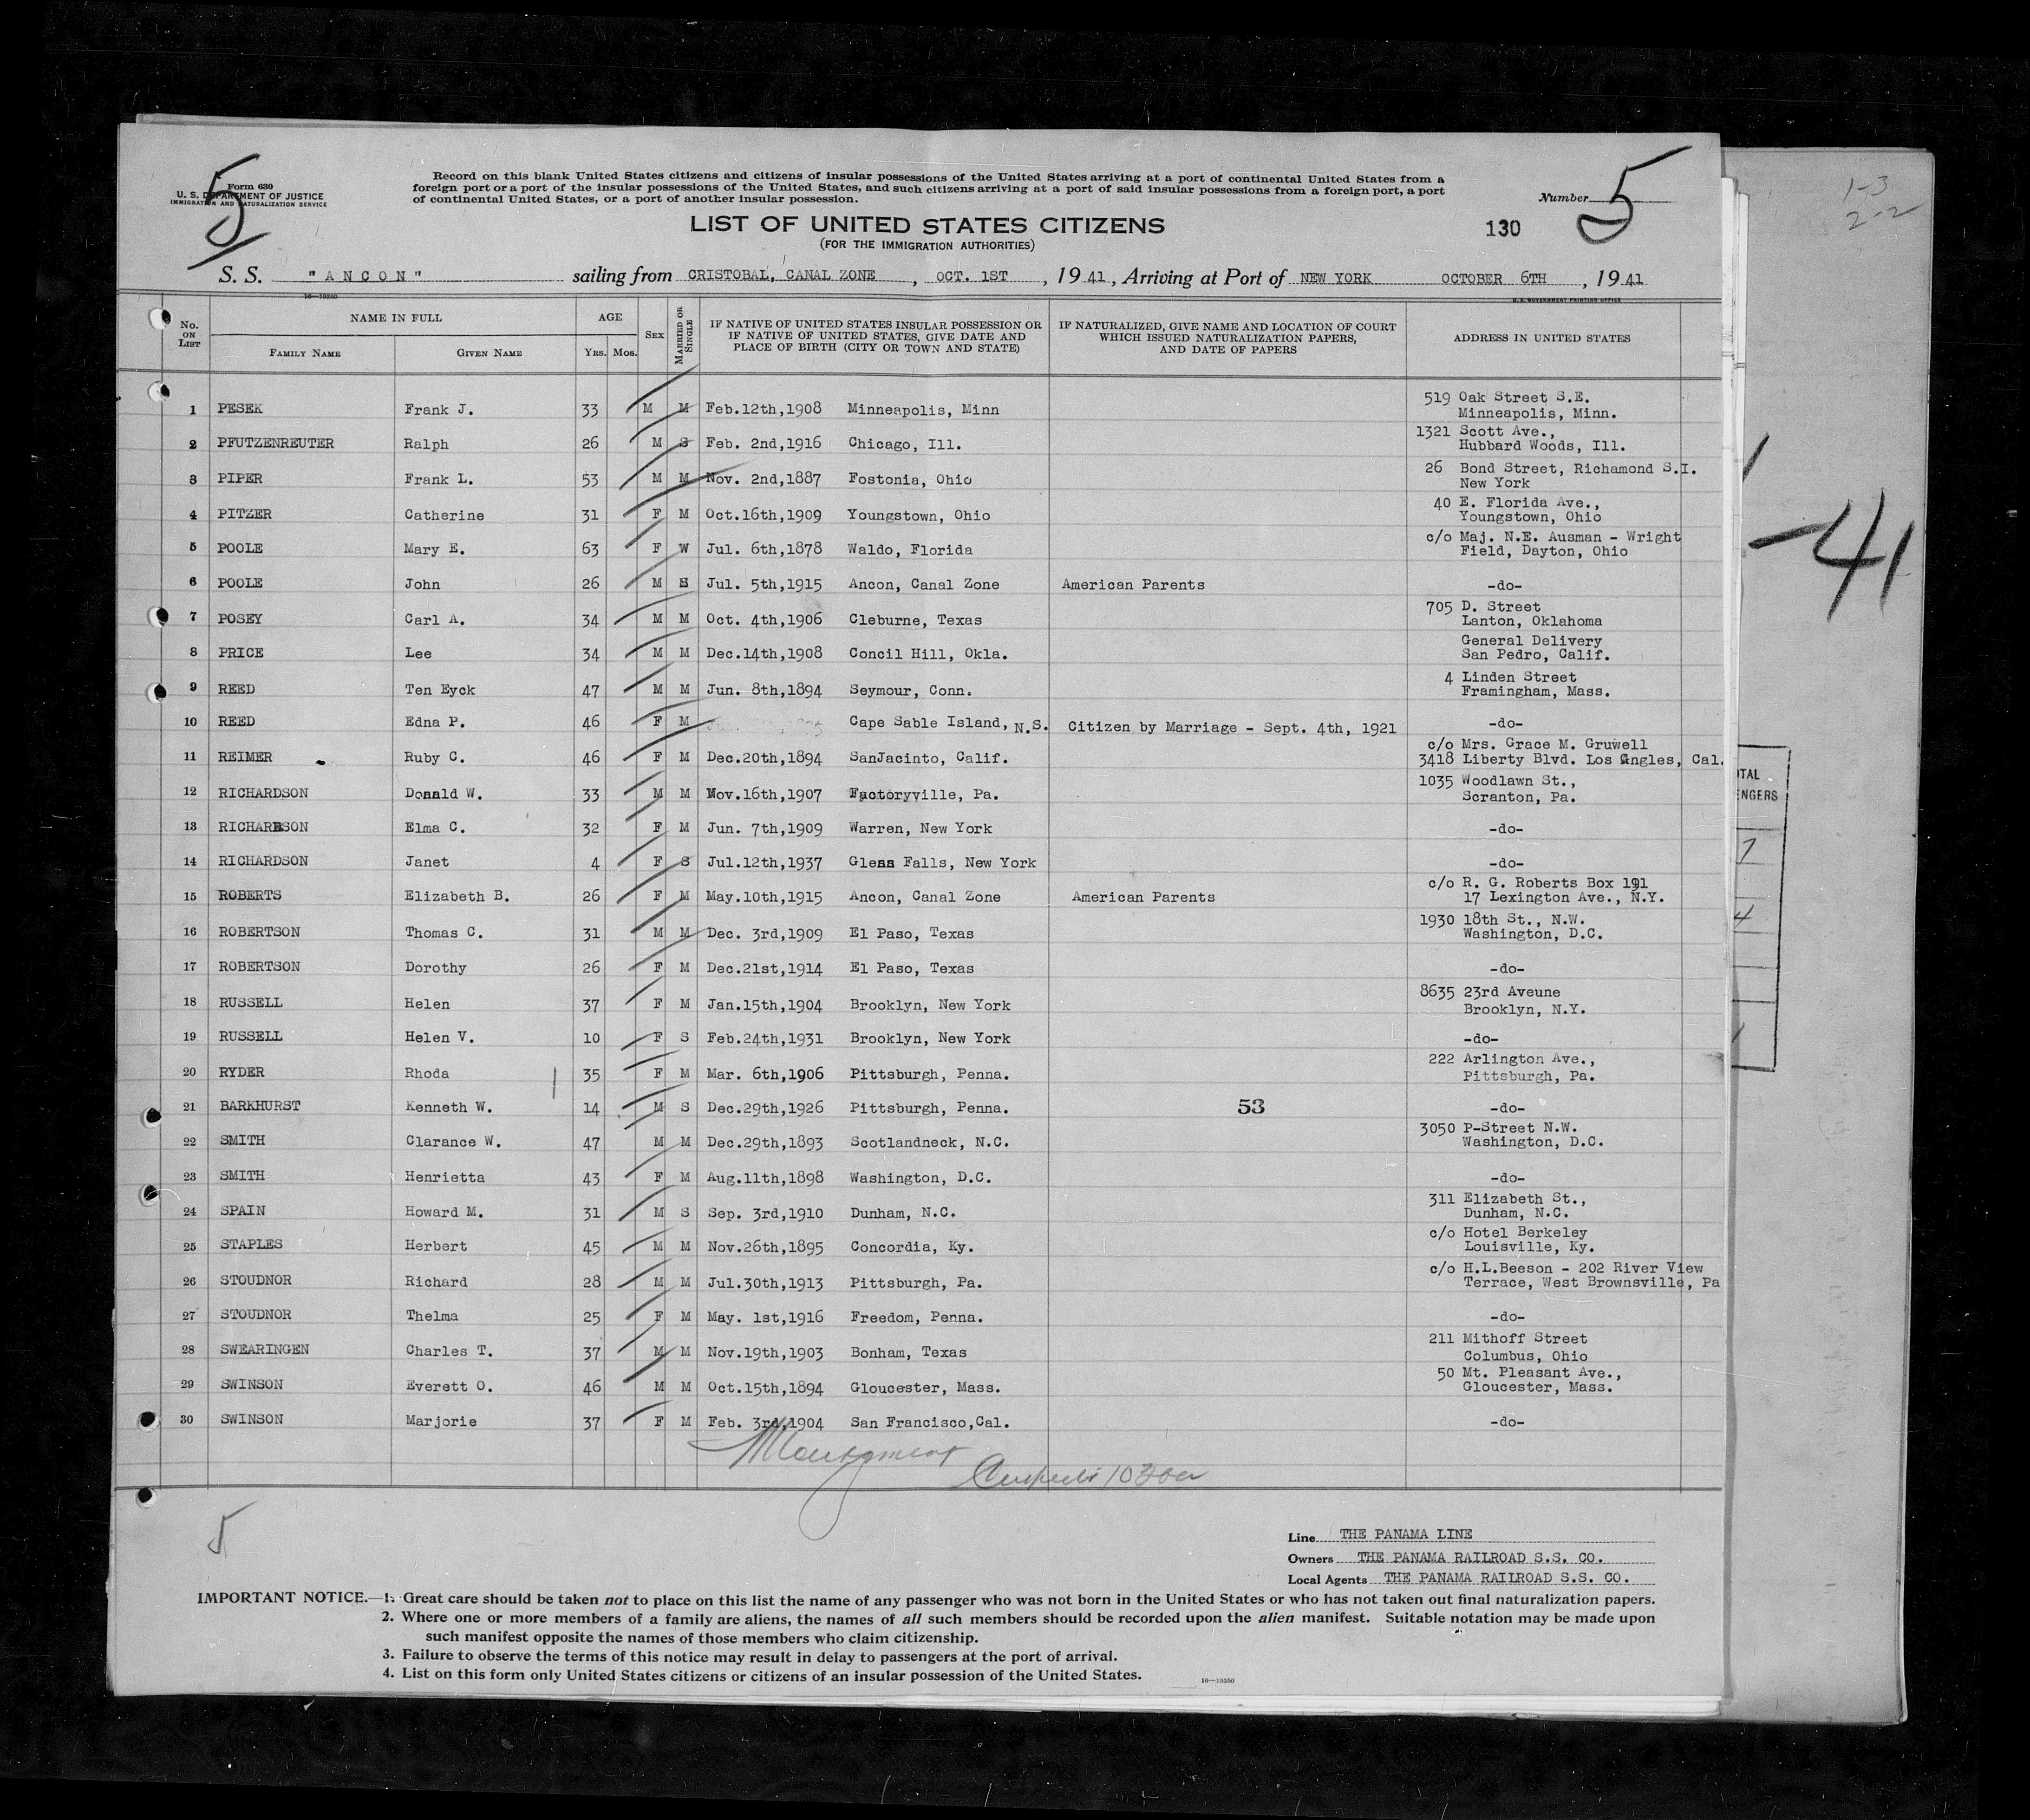 5
Form 630
U. S. DEPARTMENT OF JUSTICE
IMMIGRATION AND NATURALIZATION SERVICE
Record on this blank United States citizens and citizens of insular possessions of the United States arriving at a port of continental United States from a
foreign port or a port of the insular possessions of the United States, and such citizens arriving at a port of said insular possessions from a foreign port, a port
of continental United States, or a port of another insular possession.
Number 5
LIST OF UNITED STATES CITIZENS
(FOR THE IMMIGRATION AUTHORITIES)
130
1-3
2-2
S. S. "ANCON" sailing from CRISTOBAL, CANAL ZONE, OCT. 1ST, 1941, Arriving at Port of NEW YORK OCTOBER 6TH, 1941
16—10350 U. S. GOVERNMENT PRINTING OFFICE
No. ON LIST NAME IN FULL FAMILY NAME GIVEN NAME AGE YRS. MOS. SEX MARRIED OR SINGLE IF NATIVE OF UNITED STATES INSULAR POSSESSION OR IF NATIVE OF UNITED STATES, GIVE DATE AND PLACE OF BIRTH (CITY OR TOWN AND STATE) IF NATURALIZED, GIVE NAME AND LOCATION OF COURT WHICH ISSUED NATURALIZATION PAPERS, AND DATE OF PAPERS ADDRESS IN UNITED STATES
1 PESEK Frank J. 33 M M Feb.12th,1908 Minneapolis, Minn 519 Oak Street S.E.
Minneapolis, Minn.
2 PFUTZENREUTER Ralph 26 M S Feb. 2nd,1916 Chicago, Ill. 1321 Scott Ave.,
Hubbard Woods, Ill.
3 PIPER Frank L. 53 M M Nov. 2nd,1887 Fostonia, Ohio 26 Bond Street, Richamond S.I.
New York
4 PITZER Catherine 31 F M Oct.16th,1909 Youngstown, Ohio 40 E. Florida Ave.,
Youngstown, Ohio
5 POOLE Mary E. 63 F W Jul. 6th,1878 Waldo, Florida c/o Maj. N.E. Ausman - Wright
Field, Dayton, Ohio
6 POOLE John 26 M S Jul. 5th,1915 Ancon, Canal Zone American Parents -do-
7 POSEY Carl A. 34 M M Oct. 4th,1906 Cleburne, Texas 705 D. Street
Lanton, Oklahoma
8 PRICE Lee 34 M M Dec.14th,1908 Concil Hill, Okla. General Delivery
San Pedro, Calif.
9 REED Ten Eyck 47 M M Jun. 8th,1894 Seymour, Conn. 4 Linden Street
Framingham, Mass.
10 REED Edna P. 46 F M Cape Sable Island, N.S. Citizen by Marriage - Sept. 4th, 1921 -do-
11 REIMER Ruby C. 46 F M Dec.20th,1894 SanJacinto, Calif. c/o Mrs. Grace M. Gruwell
3418 Liberty Blvd. Los Angles, Cal.
12 RICHARDSON Donald W. 33 M M Nov.16th,1907 Factoryville, Pa. 1035 Woodlawn St.,
Scranton, Pa.
13 RICHARDSON Elma C. 32 F M Jun. 7th,1909 Warren, New York -do-
14 RICHARDSON Janet 4 F S Jul.12th,1937 Glenn Falls, New York -do-
15 ROBERTS Elizabeth B. 26 F M May.10th,1915 Ancon, Canal Zone American Parents c/o R. G. Roberts Box 191
17 Lexington Ave., N.Y.
16 ROBERTSON Thomas C. 31 M M Dec. 3rd,1909 El Paso, Texas 1930 18th St., N.W.
Washington, D.C.
17 ROBERTSON Dorothy 26 F M Dec.21st,1914 El Paso, Texas -do-
18 RUSSELL Helen 37 F M Jan.15th,1904 Brooklyn, New York 8635 23rd Aveune
Brooklyn, N.Y.
19 RUSSELL Helen V. 10 F S Feb.24th,1931 Brooklyn, New York -do-
20 RYDER Rhoda 35 F M Mar. 6th,1906 Pittsburgh, Penna. 222 Arlington Ave.,
Pittsburgh, Pa.
21 BARKHURST Kenneth W. 14 M S Dec.29th,1926 Pittsburgh, Penna. 53 -do-
22 SMITH Clarance W. 47 M M Dec.29th,1893 Scotlandneck, N.C. 3050 P-Street N.W.
Washington, D.C.
23 SMITH Henrietta 43 F M Aug.11th,1898 Washington, D.C. -do-
24 SPAIN Howard M. 31 M S Sep. 3rd,1910 Dunham, N.C. 311 Elizabeth St.,
Dunham, N.C.
25 STAPLES Herbert 45 M M Nov.26th,1895 Concordia, Ky. c/o Hotel Berkeley
Louisville, Ky.
26 STOUDNOR Richard 28 M M Jul.30th,1913 Pittsburgh, Pa. c/o H.L.Beeson - 202 River View
Terrace, West Brownsville, Pa
27 STOUDNOR Thelma 25 F M May. 1st,1916 Freedom, Penna. -do-
28 SWEARINGEN Charles T. 37 M M Nov.19th,1903 Bonham, Texas 211 Mithoff Street
Columbus, Ohio
29 SWINSON Everett O. 46 M M Oct.15th,1894 Gloucester, Mass. 50 Mt. Pleasant Ave.,
Gloucester, Mass.
30 SWINSON Marjorie 37 F M Feb. 3rd,1904 San Francisco,Cal. -do-
-41
5
Line THE PANAMA LINE
Owners THE PANAMA RAILROAD S.S. CO.
Local Agents THE PANAMA RAILROAD S.S. CO.
IMPORTANT NOTICE.—1. Great care should be taken not to place on this list the name of any passenger who was not born in the United States or who has not taken out final naturalization papers.
2. Where one or more members of a family are aliens, the names of all such members should be recorded upon the alien manifest. Suitable notation may be made upon
such manifest opposite the names of those members who claim citizenship.
3. Failure to observe the terms of this notice may result in delay to passengers at the port of arrival.
4. List on this form only United States citizens or citizens of an insular possession of the United States.
16—10350